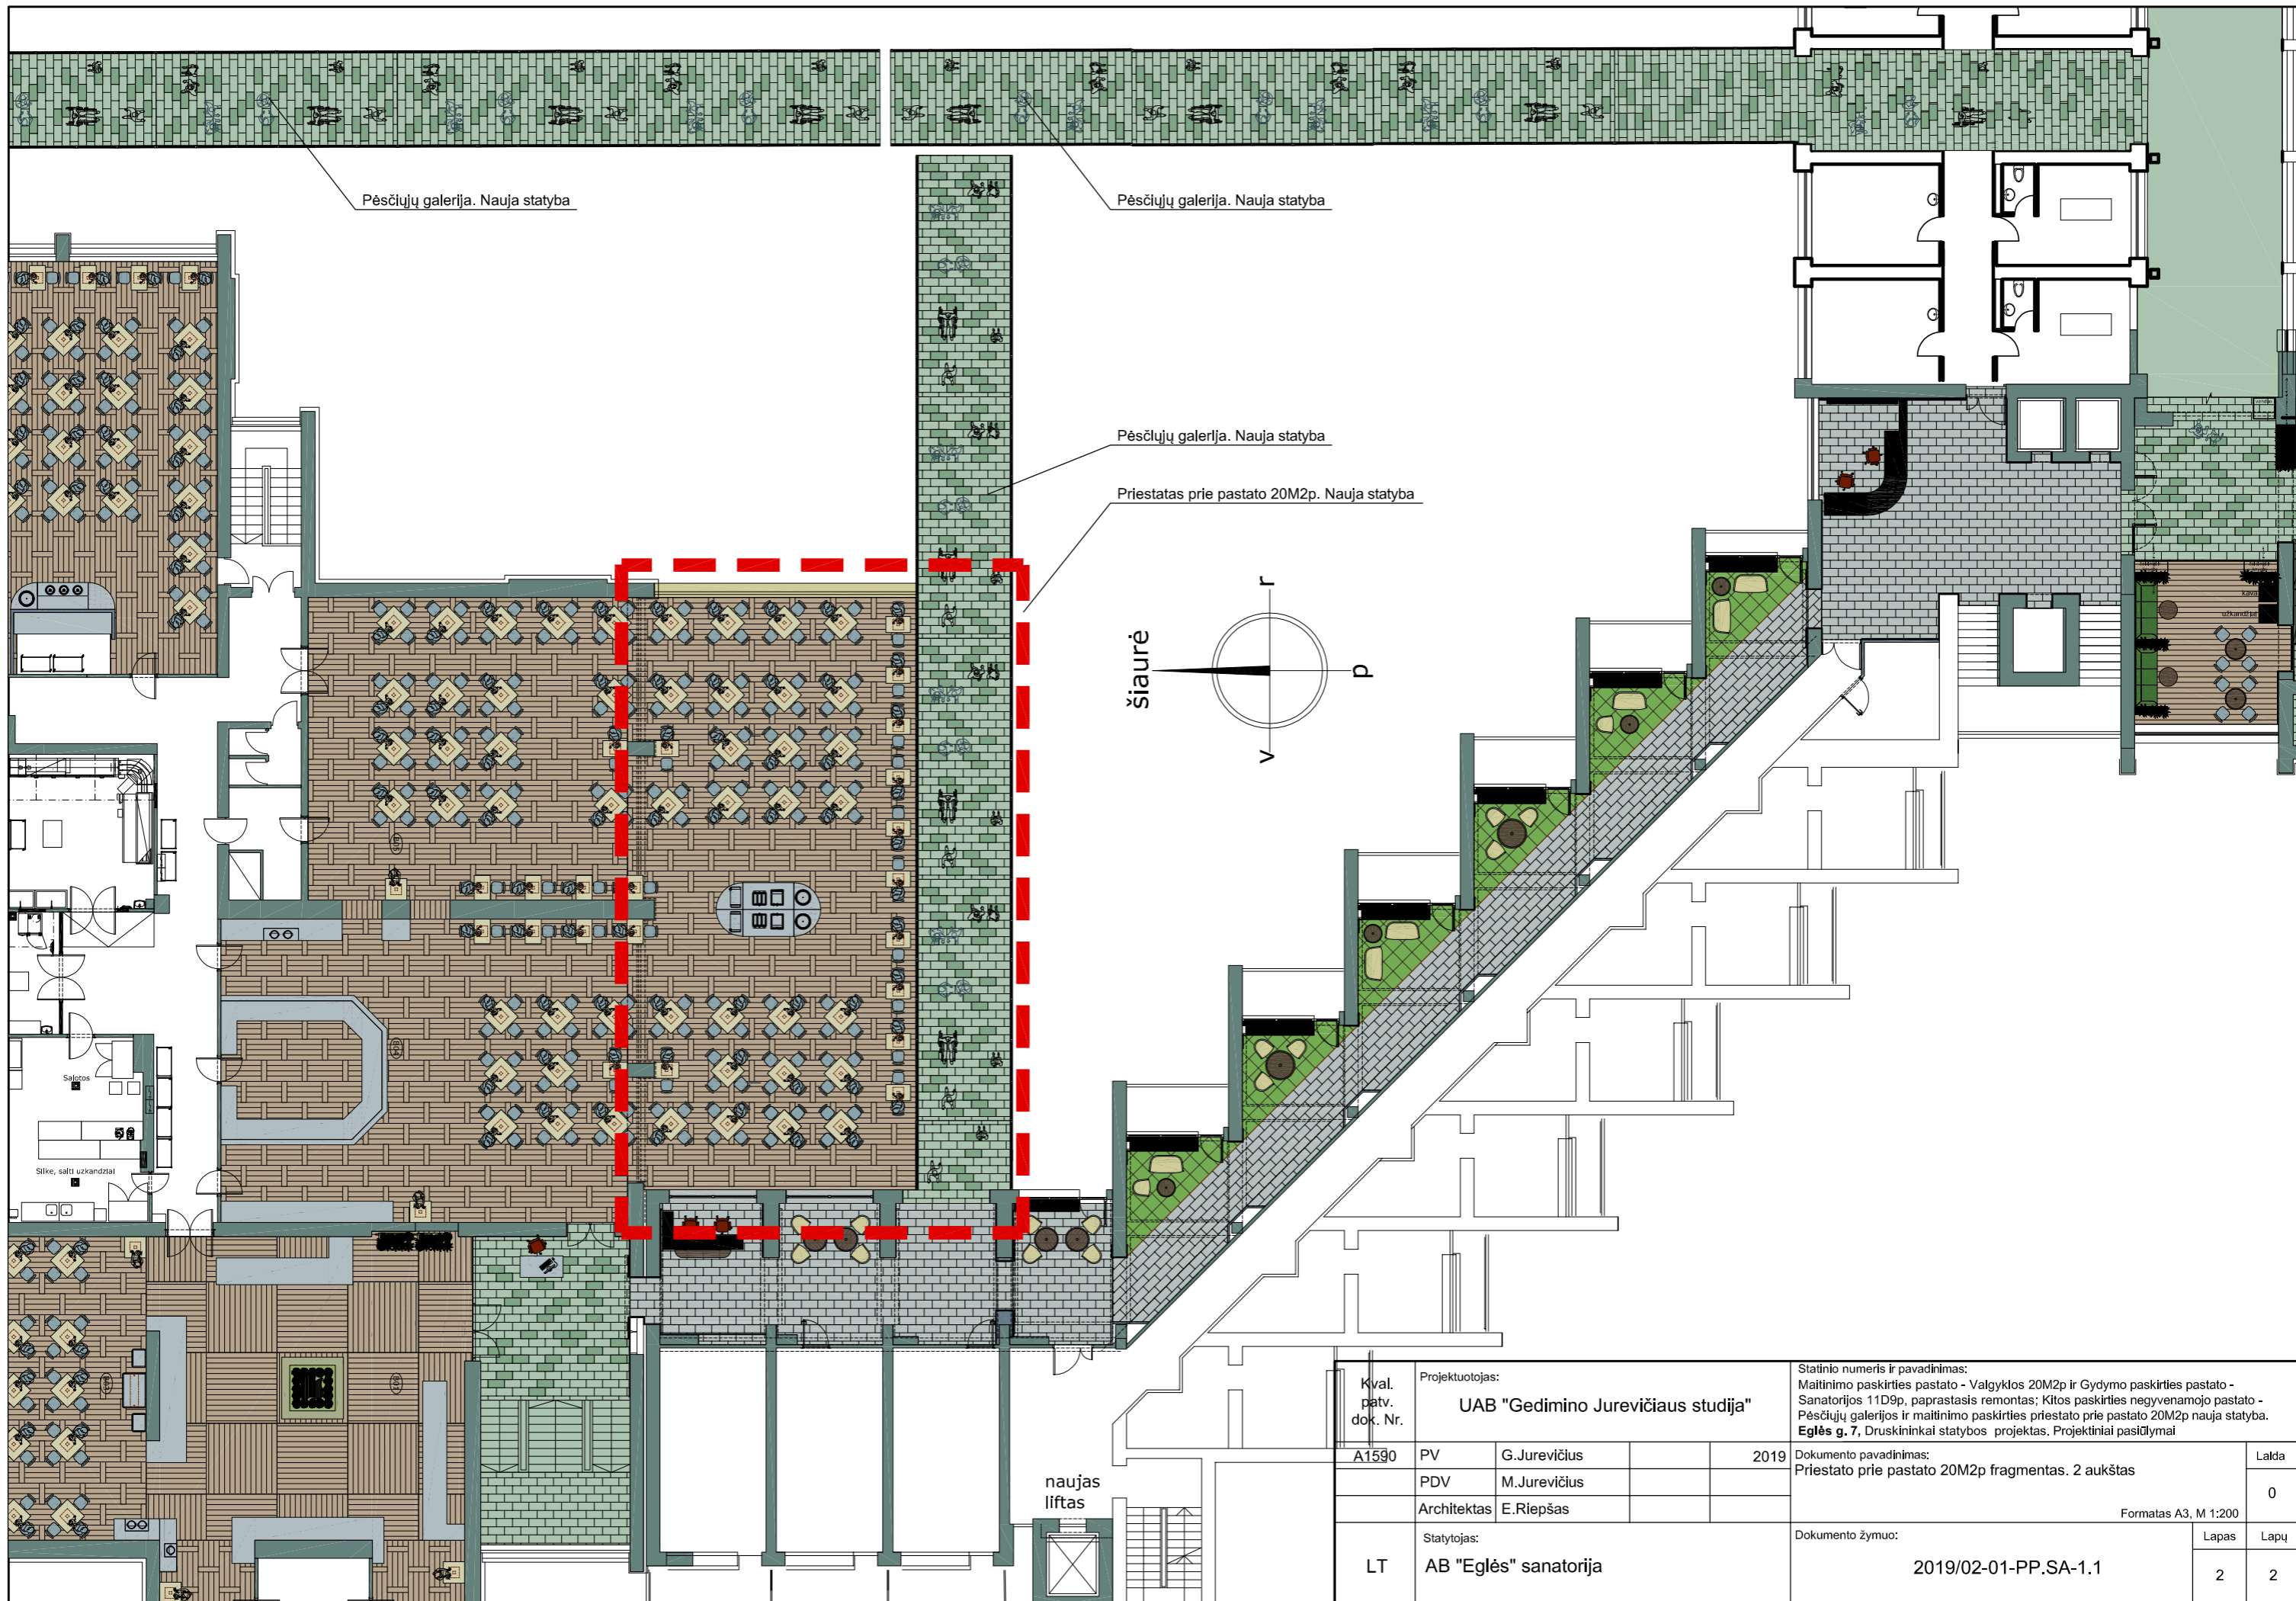 Pėsčiųjų galerija. Nauja statyba
Pėsčiųjų galerija. Nauja statyba
Pėsčiųjų galerija. Nauja statyba
Priestatas prie pastato 20M2p. Nauja statyba
šiaurė
r
p
v
kava
užkandžiai
B05
B04
Salotos
Silke, salti uzkandziai
B03
B01
naujas
liftas
Kval.
patv.
dok. Nr.
Projektuotojas:
UAB "Gedimino Jurevičiaus studija"
Statinio numeris ir pavadinimas:
Maitinimo paskirties pastato - Valgyklos 20M2p ir Gydymo paskirties pastato -
Sanatorijos 11D9p, paprastasis remontas; Kitos paskirties negyvenamojo pastato -
Pėsčiųjų galerijos ir maitinimo paskirties priestato prie pastato 20M2p nauja statyba.
Eglės g. 7, Druskininkai statybos projektas. Projektiniai pasiūlymai
A1590 PV G.Jurevičius 2019
PDV M.Jurevičius
Architektas E.Riepšas
Dokumento pavadinimas:
Priestato prie pastato 20M2p fragmentas. 2 aukštas
Formatas A3, M 1:200
Laida
0
LT
Statytojas:
AB "Eglės" sanatorija
Dokumento žymuo:
2019/02-01-PP.SA-1.1
Lapas Lapų
2 2